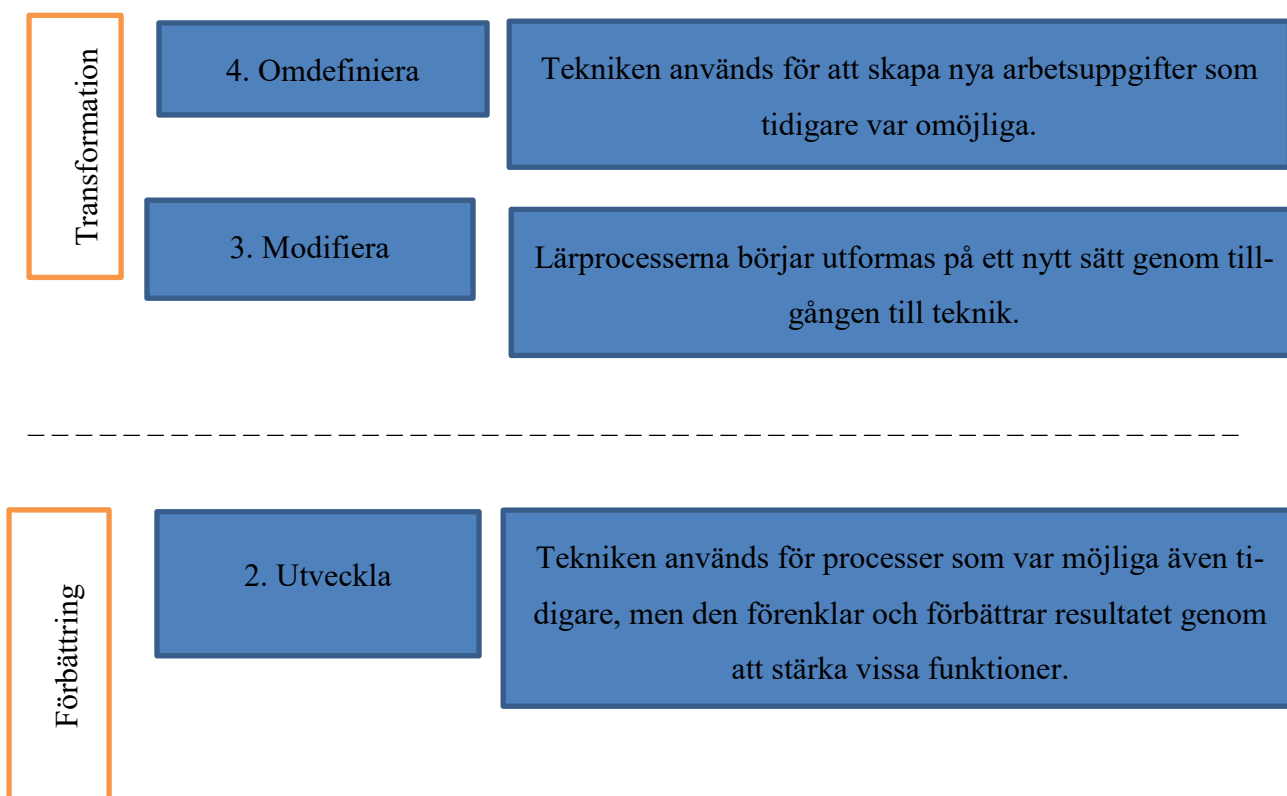 Transformation
4. Omdefiniera
Tekniken används för att skapa nya arbetsuppgifter som
tidigare var omöjliga.
3. Modifiera
Lärprocesserna börjar utformas på ett nytt sätt genom till-
gången till teknik.
Förbättring
2. Utveckla
Tekniken används för processer som var möjliga även ti-
digare, men den förenklar och förbättrar resultatet genom
att stärka vissa funktioner.